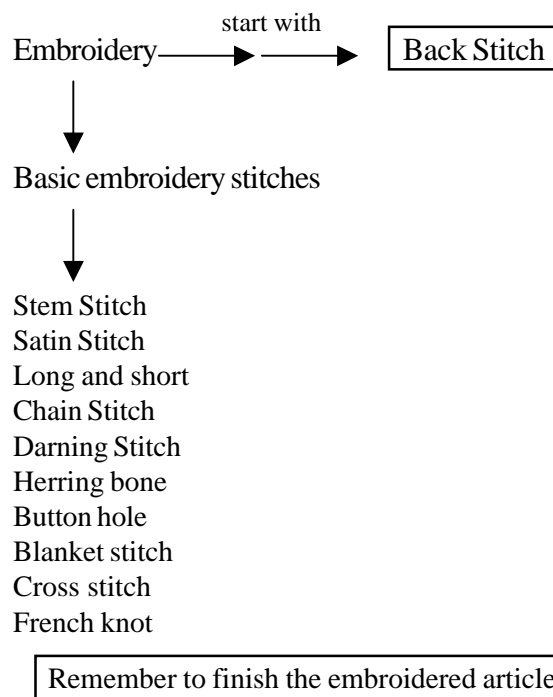 start with
Embroidery
Back Stitch
Basic embroidery stitches
Stem Stitch
Satin Stitch
Long and short
Chain Stitch
Darning Stitch
Herring bone
Button hole
Blanket stitch
Cross stitch
French knot
Remember to finish the embroidered article